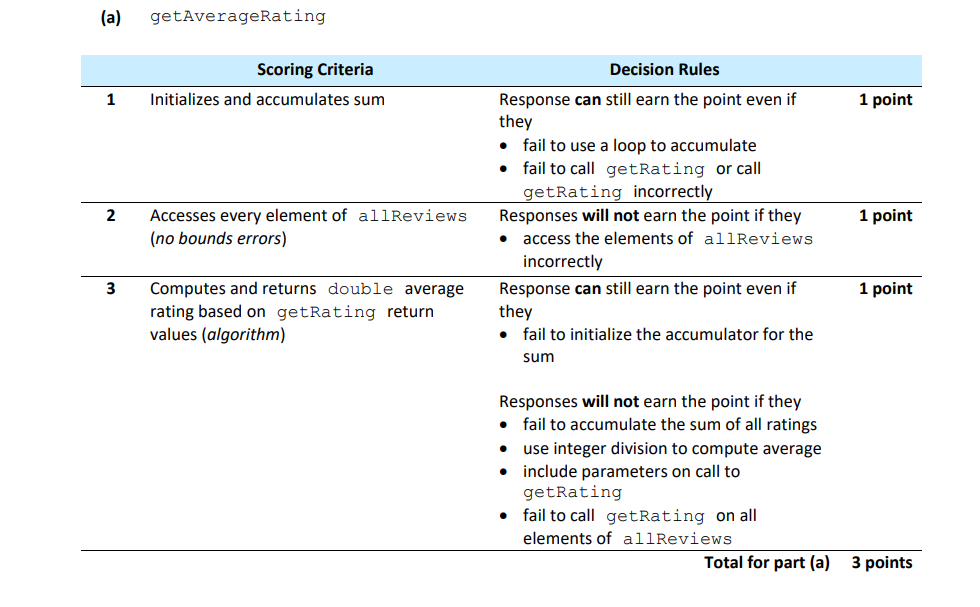 (a) getAverageRating
Scoring Criteria Decision Rules
1 Initializes and accumulates sum Response can still earn the point even if 1 point
they
• fail to use a loop to accumulate
• fail to call getRating or call
getRating incorrectly
2 Accesses every element of allReviews Responses will not earn the point if they 1 point
(no bounds errors) • access the elements of allReviews
incorrectly
3 Computes and returns double average Response can still earn the point even if 1 point
rating based on getRating return they
values (algorithm) • fail to initialize the accumulator for the
sum
Responses will not earn the point if they
• fail to accumulate the sum of all ratings
• use integer division to compute average
• include parameters on call to
getRating
• fail to call getRating on all
elements of allReviews
Total for part (a) 3 points